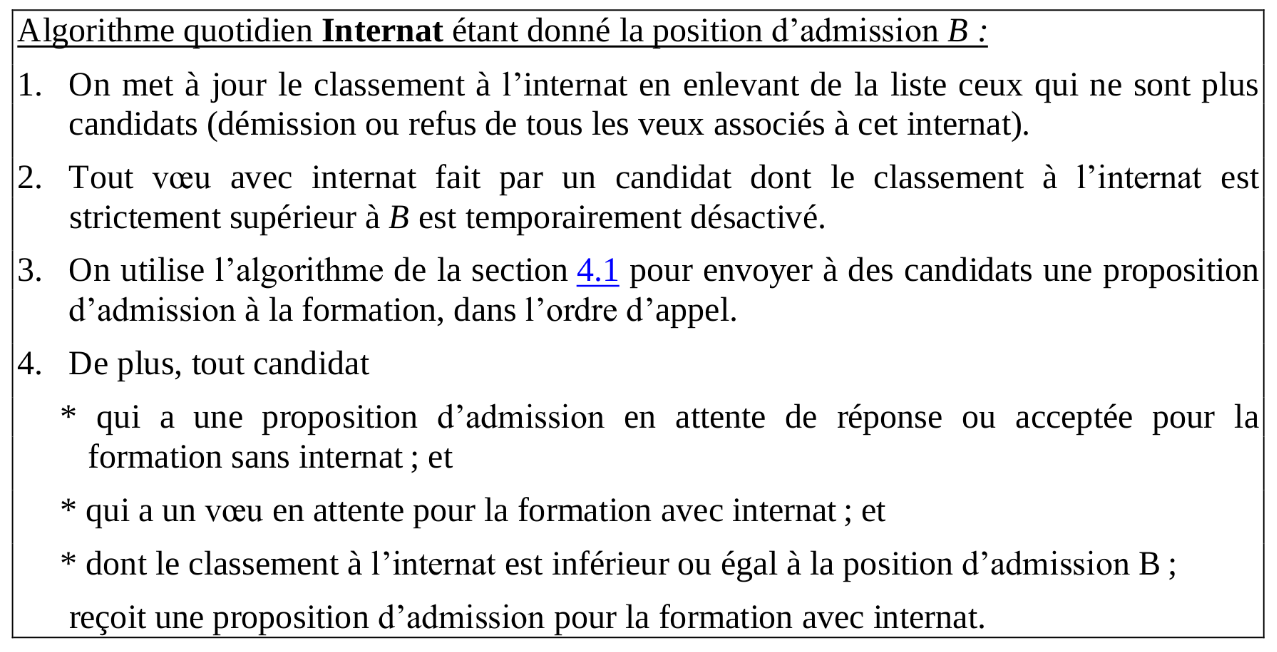 Algorithme quotidien Internat étant donné la position d’admission B :
1. On met à jour le classement à l’internat en enlevant de la liste ceux qui ne sont plus
candidats (démission ou refus de tous les veux associés à cet internat).
2. Tout vœu avec internat fait par un candidat dont le classement à l’internat est
strictement supérieur à B est temporairement désactivé.
3. On utilise l’algorithme de la section 4.1 pour envoyer à des candidats une proposition
d’admission à la formation, dans l’ordre d’appel.
4. De plus, tout candidat
* qui a une proposition d’admission en attente de réponse ou acceptée pour la
formation sans internat ; et
* qui a un vœu en attente pour la formation avec internat ; et
* dont le classement à l’internat est inférieur ou égal à la position d’admission B ;
reçoit une proposition d’admission pour la formation avec internat.